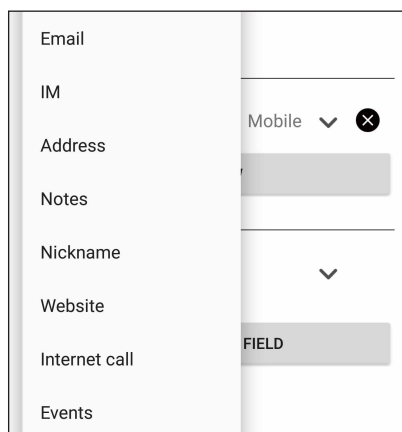 Email
IM
Address
Mobile
Notes
Nickname
Website
Internet call
FIELD
Events